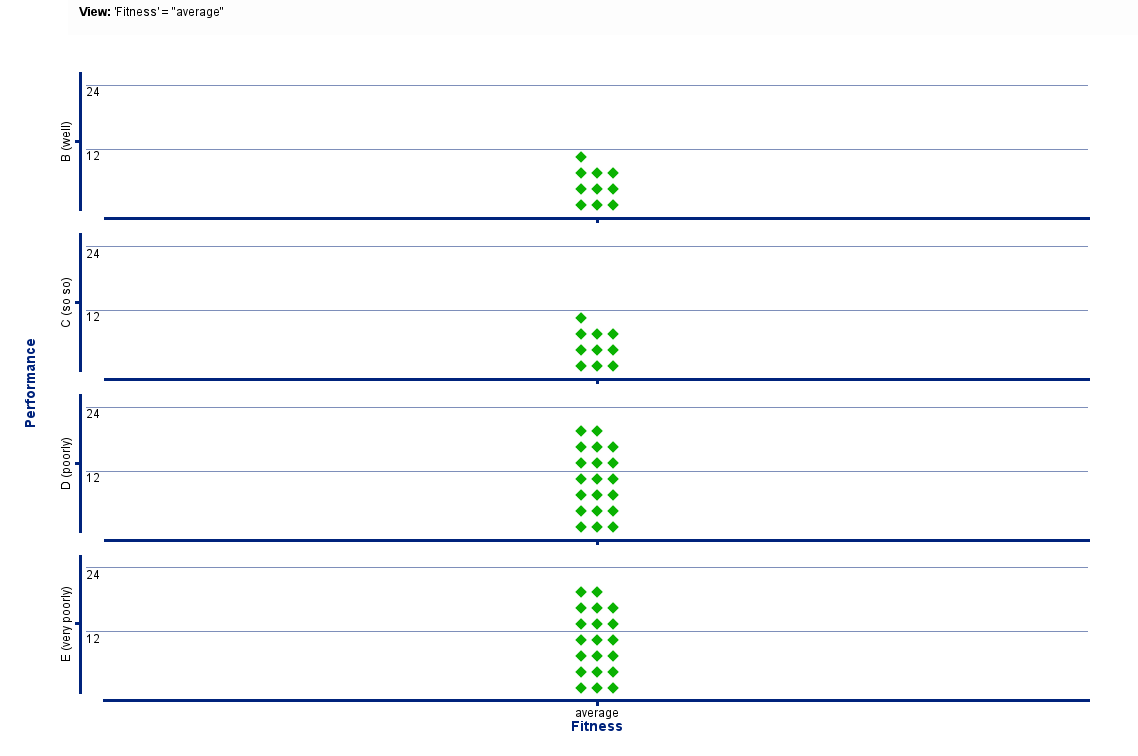 View: 'Fitness' = "average"
24
12
B (well)
24
12
C (so so)
Performance
24
12
D (poorly)
24
12
E (very poorly)
average
Fitness